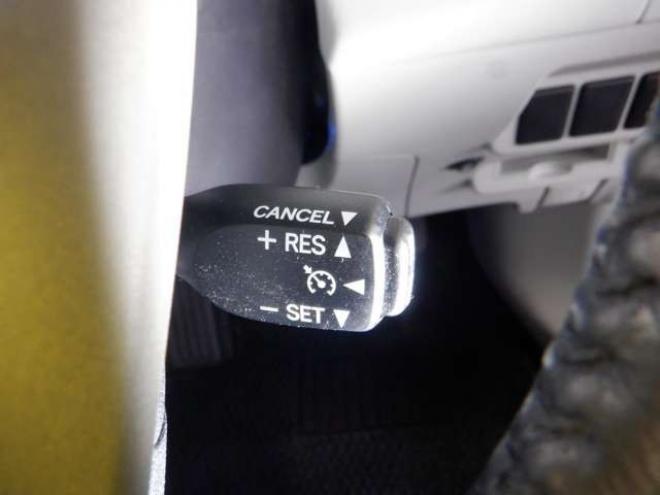 CANCEL ▼
+ RES ▲
◄
− SET ▼